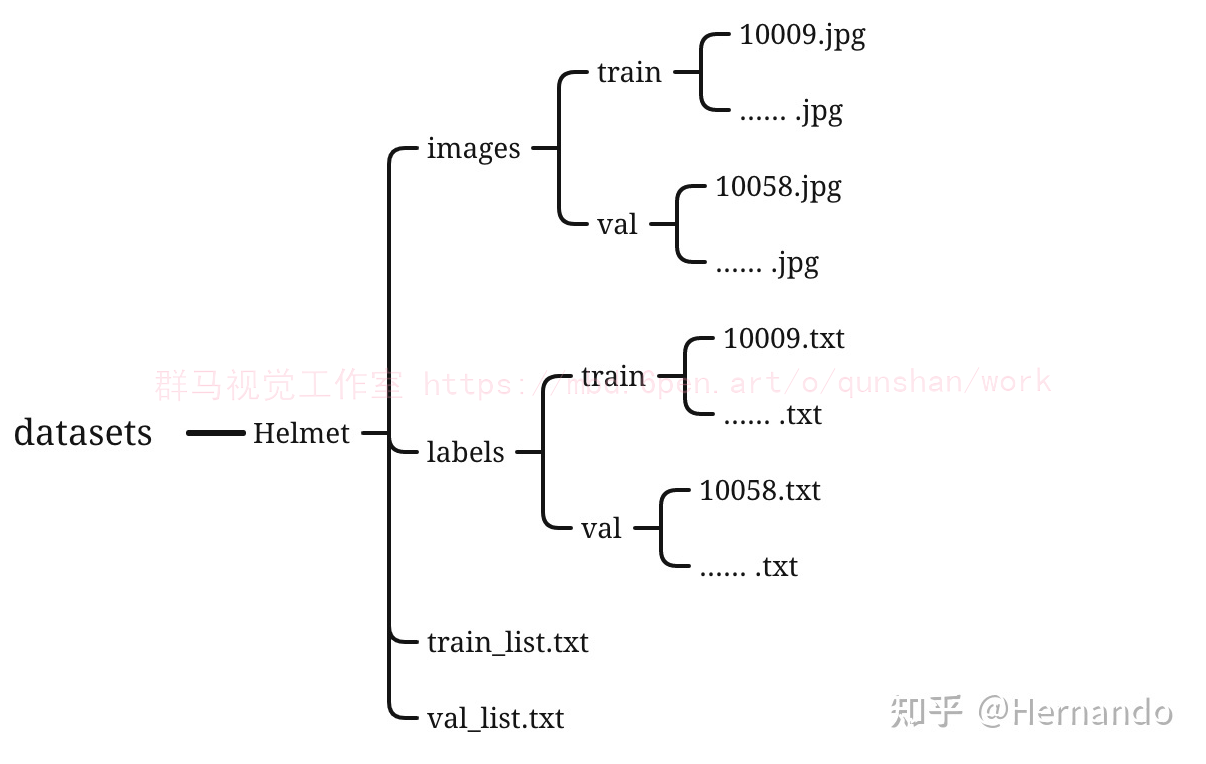 10009.jpg
train
...... .jpg
images
10058.jpg
val
...... .jpg
10009.txt
train
群马视觉工作室 https://mbd.6pen.art/o/qunshan/work
...... .txt
datasets
Helmet
labels
10058.txt
val
...... .txt
train_list.txt
val_list.txt
知乎 @Hernando